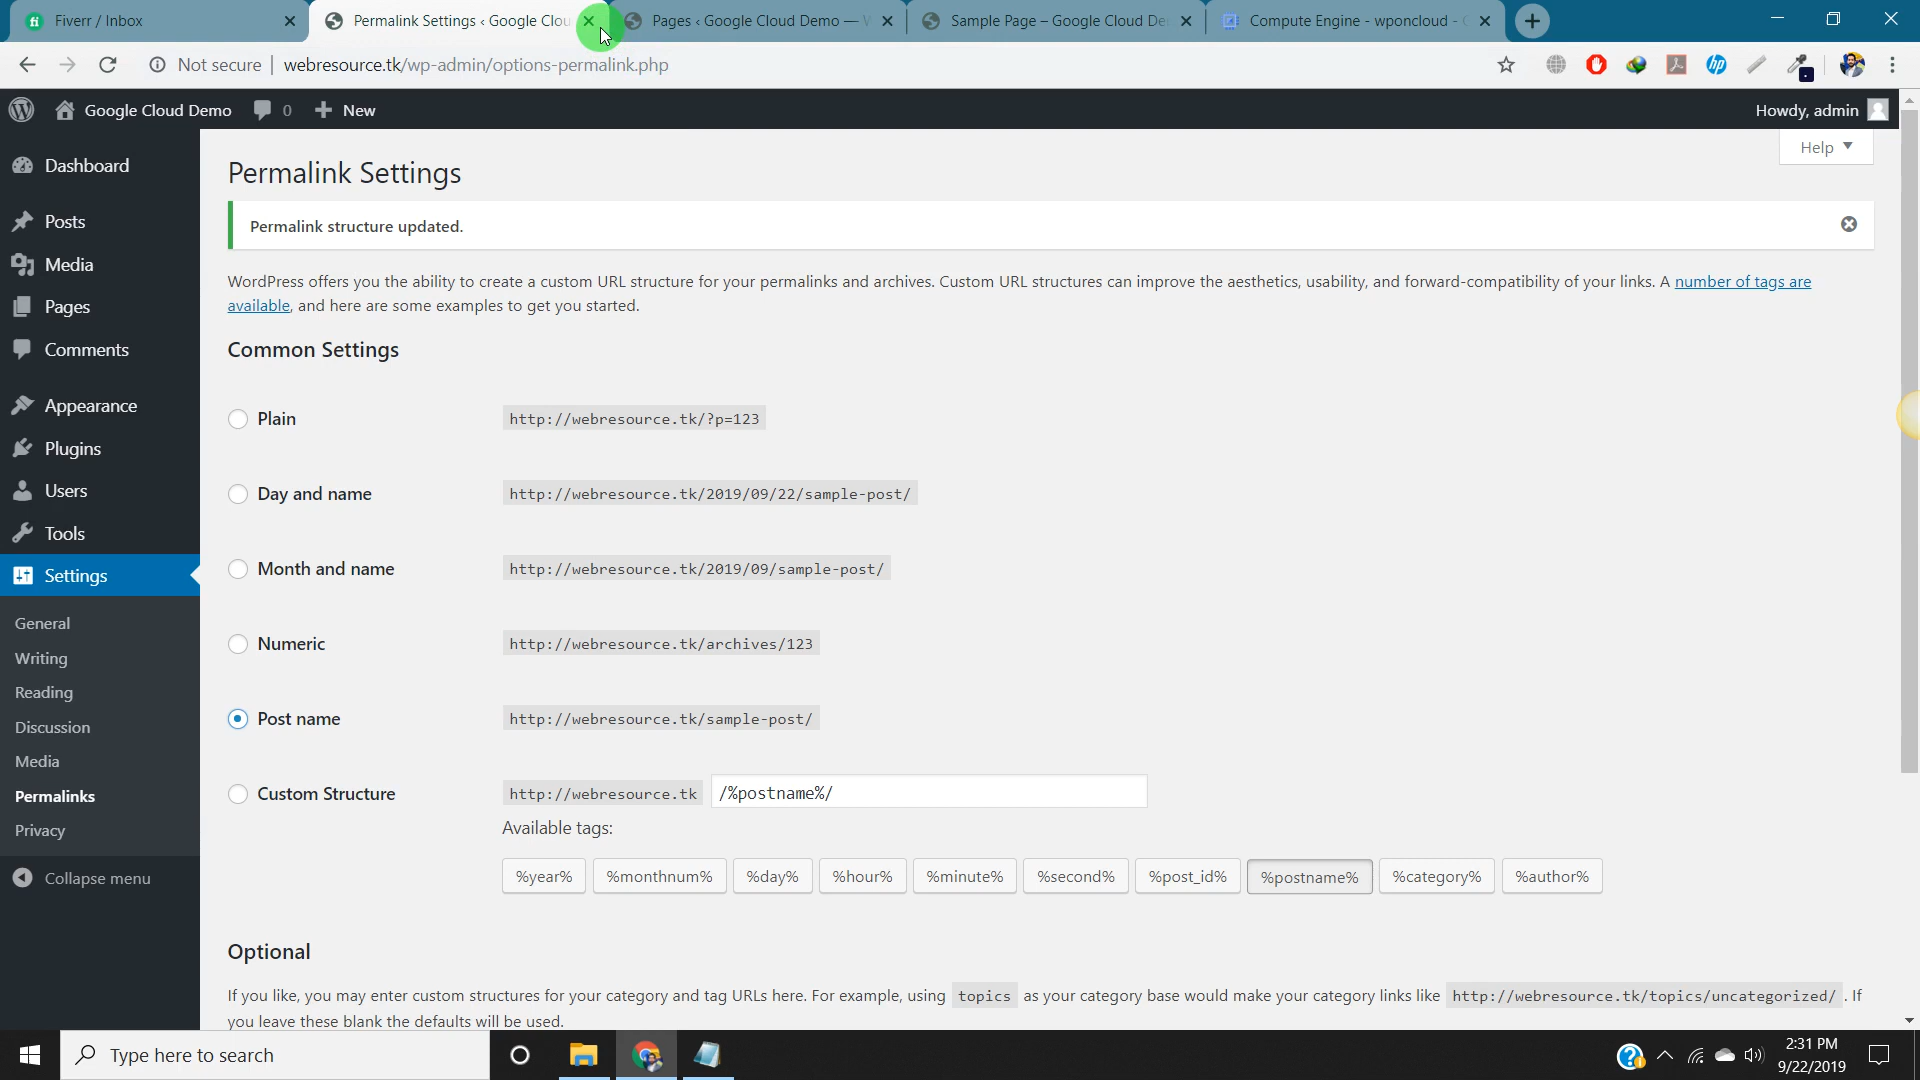 Fiverr / Inbox
Permalink Settings ‹ Google Clou
Pages ‹ Google Cloud Demo — W
Sample Page – Google Cloud De
Compute Engine - wponcloud - G
Not secure
webresource.tk/wp-admin/options-permalink.php
Google Cloud Demo
0
New
Howdy, admin
Dashboard
Posts
Media
Pages
Comments
Appearance
Plugins
Users
Tools
Settings
General
Writing
Reading
Discussion
Media
Permalinks
Privacy
Collapse menu
Help
Permalink Settings
Permalink structure updated.
WordPress offers you the ability to create a custom URL structure for your permalinks and archives. Custom URL structures can improve the aesthetics, usability, and forward-compatibility of your links. A number of tags are
available, and here are some examples to get you started.
Common Settings
Plain http://webresource.tk/?p=123
Day and name http://webresource.tk/2019/09/22/sample-post/
Month and name http://webresource.tk/2019/09/sample-post/
Numeric http://webresource.tk/archives/123
Post name http://webresource.tk/sample-post/
Custom Structure http://webresource.tk /%postname%/
Available tags:
%year% %monthnum% %day% %hour% %minute% %second% %post_id% %postname% %category% %author%
Optional
If you like, you may enter custom structures for your category and tag URLs here. For example, using topics as your category base would make your category links like http://webresource.tk/topics/uncategorized/ . If
you leave these blank the defaults will be used.
Type here to search
2:31 PM
9/22/2019